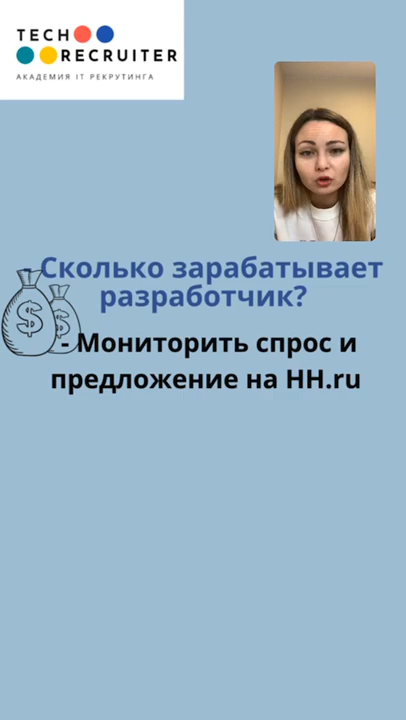 TECH
RECRUITER
АКАДЕМИЯ IT РЕКРУТИНГА
Сколько зарабатывает
разработчик?
- Мониторить спрос и
предложение на HH.ru